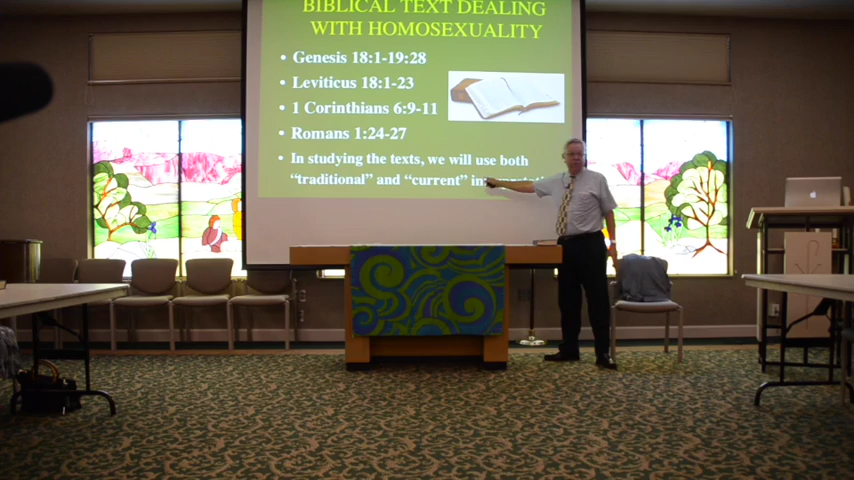 BIBLICAL TEXT DEALING
WITH HOMOSEXUALITY
• Genesis 18:1-19:28
• Leviticus 18:1-23
• 1 Corinthians 6:9-11
• Romans 1:24-27
• In studying the texts, we will use both
“traditional” and “current”